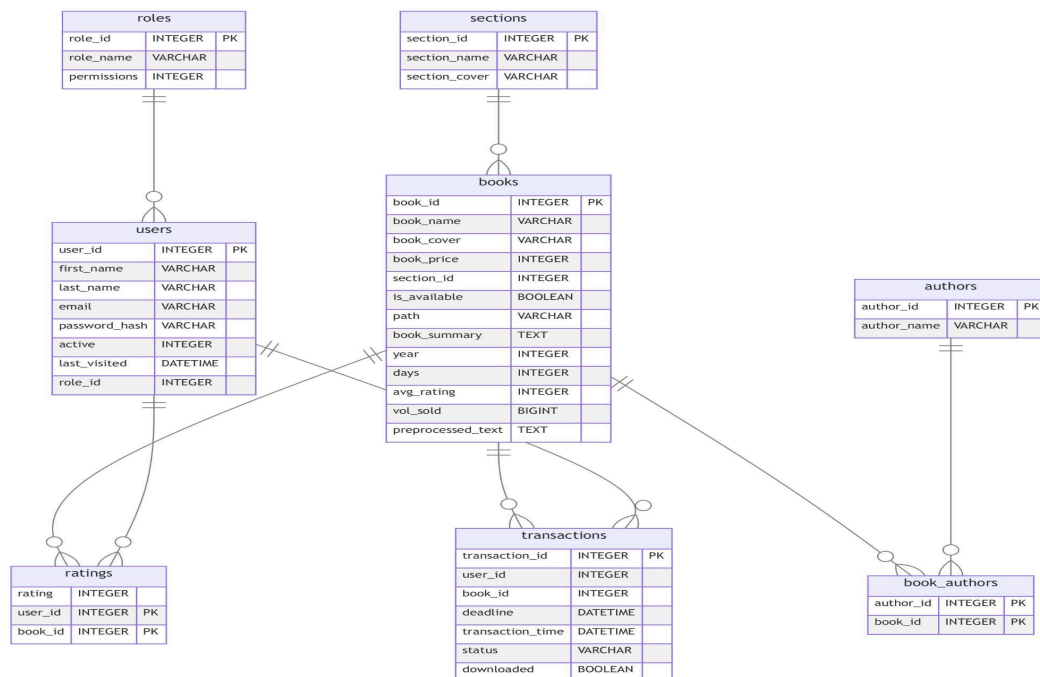 roles
role_id INTEGER PK
role_name VARCHAR
permissions INTEGER
sections
section_id INTEGER PK
section_name VARCHAR
section_cover VARCHAR
books
book_id INTEGER PK
book_name VARCHAR
book_cover VARCHAR
book_price INTEGER
section_id INTEGER
is_available BOOLEAN
path VARCHAR
book_summary TEXT
year INTEGER
days INTEGER
avg_rating INTEGER
vol_sold BIGINT
preprocessed_text TEXT
users
user_id INTEGER PK
first_name VARCHAR
last_name VARCHAR
email VARCHAR
password_hash VARCHAR
active INTEGER
last_visited DATETIME
role_id INTEGER
authors
author_id INTEGER PK
author_name VARCHAR
ratings
rating INTEGER
user_id INTEGER PK
book_id INTEGER PK
transactions
transaction_id INTEGER PK
user_id INTEGER
book_id INTEGER
deadline DATETIME
transaction_time DATETIME
status VARCHAR
downloaded BOOLEAN
book_authors
author_id INTEGER PK
book_id INTEGER PK